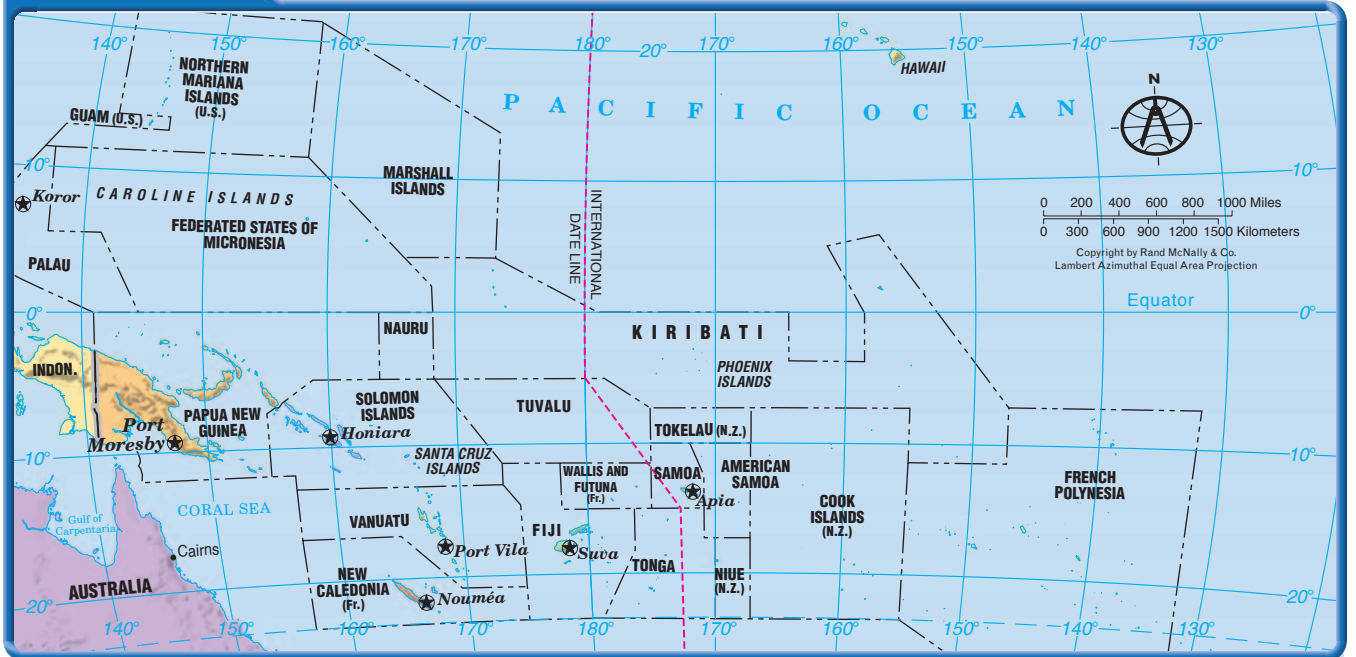 140°
150°
160°
170°
180°
20°
170°
160°
150°
140°
130°
NORTHERN
MARIANA
ISLANDS
(U.S.)
HAWAII
N
PACIFIC OCEAN
GUAM (U.S.)
10°
MARSHALL
ISLANDS
10°
Koror
CAROLINE ISLANDS
INTERNATIONAL
DATE LINE
0 200 400 600 800 1000 Miles
0 300 600 900 1200 1500 Kilometers
FEDERATED STATES OF
MICRONESIA
Copyright by Rand McNally & Co.
Lambert Azimuthal Equal Area Projection
PALAU
Equator
0°
NAURU
KIRIBATI
0°
INDON.
PHOENIX
ISLANDS
SOLOMON
ISLANDS
TUVALU
PAPUA NEW
GUINEA
Port
Moresby
Honiara
TOKELAU (N.Z.)
10°
SANTA CRUZ
ISLANDS
10°
WALLIS AND
FUTUNA
(Fr.)
SAMOA
Apia
AMERICAN
SAMOA
FRENCH
POLYNESIA
COOK
ISLANDS
(N.Z.)
Gulf of
Carpentaria
CORAL SEA
VANUATU
FIJI
Port Vila
Suva
Cairns
TONGA
NIUE
(N.Z.)
AUSTRALIA
NEW
CALEDONIA
(Fr.)
Nouméa
20°
20°
140°
150°
160°
170°
180°
170°
160°
150°
140°
130°